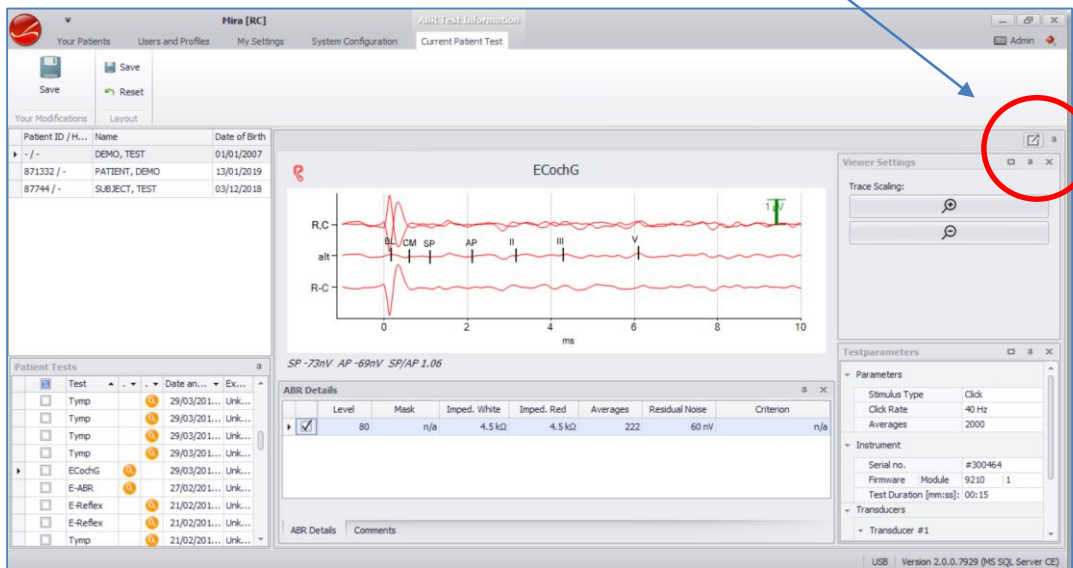 Mira [RC]
ABR Test Information
Your Patients Users and Profiles My Settings System Configuration Current Patient Test
Admin
Save
Save
Reset
Your Modifications Layout
Patient ID / H... Name Date of Birth
- / - DEMO, TEST 01/01/2007
871332 / - PATIENT, DEMO 13/01/2019
87744 / - SUBJECT, TEST 03/12/2018
ECochG
1 µV
R,C
BL CM SP AP II III V
alt
R-C
0 2 4 6 8 10
ms
SP -73nV AP -69nV SP/AP 1.06
Viewer Settings
Trace Scaling:
Patient Tests
Test . . Date an... Ex...
Tymp 29/03/201... Unk...
Tymp 29/03/201... Unk...
Tymp 29/03/201... Unk...
Tymp 29/03/201... Unk...
ECochG 29/03/201... Unk...
E-ABR 27/02/201... Unk...
E-Reflex 21/02/201... Unk...
E-Reflex 21/02/201... Unk...
Tymp 21/02/201... Unk...
ABR Details
Level Mask Imped. White Imped. Red Averages Residual Noise Criterion
80 n/a 4.5 kΩ 4.5 kΩ 222 60 nV n/a
ABR Details Comments
Testparameters
Parameters
Stimulus Type Click
Click Rate 40 Hz
Averages 2000
Instrument
Serial no. #300464
Firmware Module 9210 1
Test Duration [mm:ss]: 00:15
Transducers
Transducer #1
USB Version 2.0.0.7929 (MS SQL Server CE)